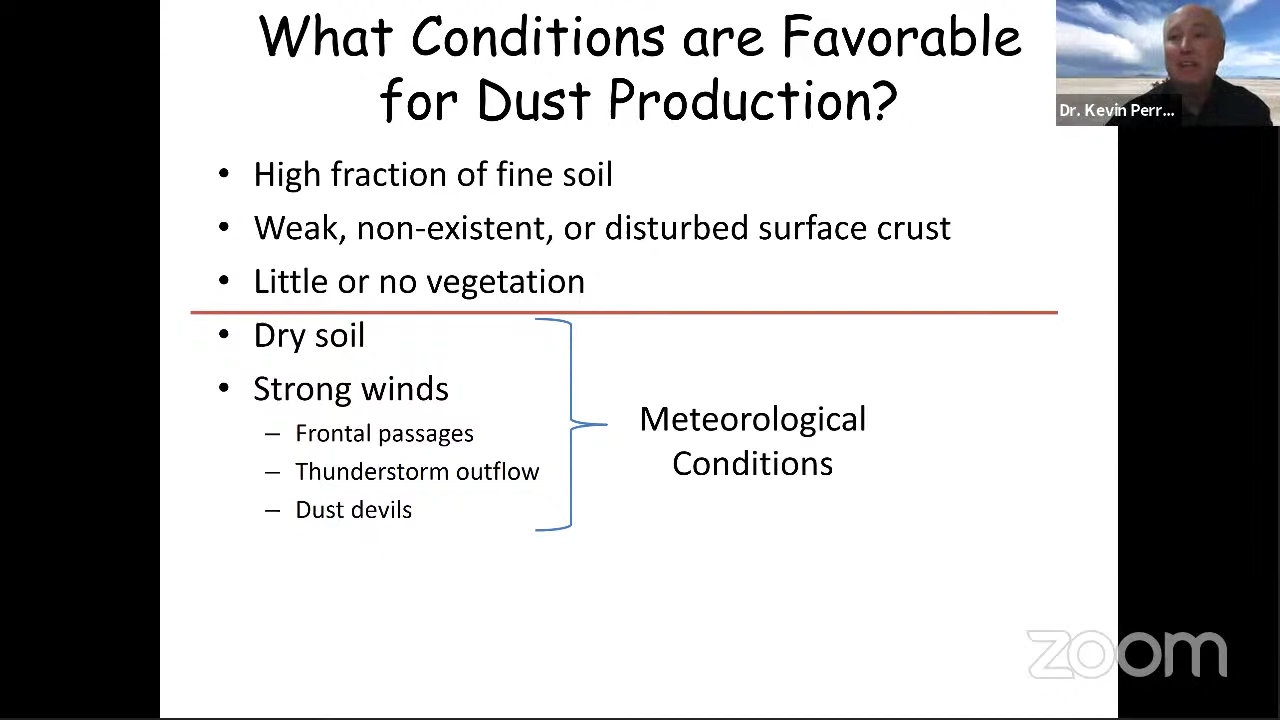 What Conditions are Favorable
for Dust Production?
Dr. Kevin Perr...
• High fraction of fine soil
• Weak, non-existent, or disturbed surface crust
• Little or no vegetation
• Dry soil
• Strong winds
– Frontal passages
– Thunderstorm outflow
– Dust devils
Meteorological
Conditions
zoom